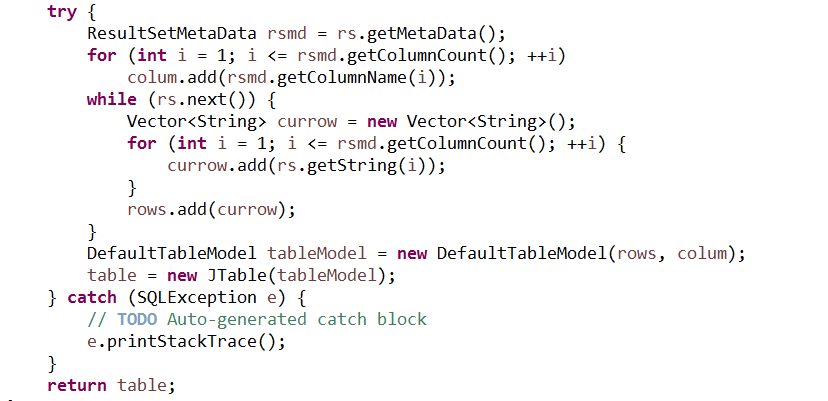 try {
ResultSetMetaData rsmd = rs.getMetaData();
for (int i = 1; i <= rsmd.getColumnCount(); ++i)
colum.add(rsmd.getColumnName(i));
while (rs.next()) {
Vector<String> currow = new Vector<String>();
for (int i = 1; i <= rsmd.getColumnCount(); ++i) {
currow.add(rs.getString(i));
}
rows.add(currow);
}
DefaultTableModel tableModel = new DefaultTableModel(rows, colum);
table = new JTable(tableModel);
} catch (SQLException e) {
// TODO Auto-generated catch block
e.printStackTrace();
}
return table;